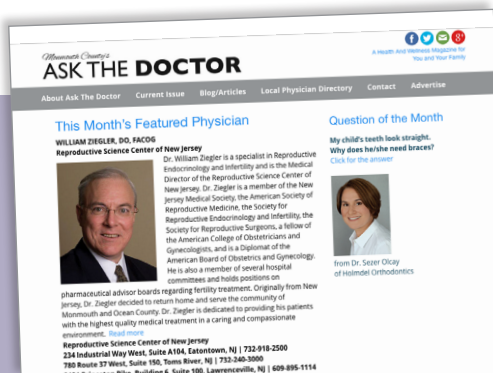 Monmouth County's
ASK THE DOCTOR
A Health And Wellness Magazine for
You and Your Family
About Ask The Doctor Current Issue Blog/Articles Local Physician Directory Contact Advertise
This Month's Featured Physician
WILLIAM ZIEGLER, DO, FACOG
Reproductive Science Center of New Jersey
Dr. William Ziegler is a specialist in Reproductive
Endocrinology and Infertility and is the Medical
Director of the Reproductive Science Center of
New Jersey. Dr. Ziegler is a member of the New
Jersey Medical Society, the American Society of
Reproductive Medicine, the Society for
Reproductive Endocrinology and Infertility, the
Society for Reproductive Surgeons, a fellow of
the American College of Obstetricians and
Gynecologists, and is a Diplomat of the
American Board of Obstetrics and Gynecology.
He is also a member of several hospital
committees and holds positions on
pharmaceutical advisor boards regarding fertility treatment. Originally from New
Jersey, Dr. Ziegler decided to return home and serve the community of
Monmouth and Ocean County. Dr. Ziegler is dedicated to providing his patients
with the highest quality medical treatment in a caring and compassionate
environment. Read more
Reproductive Science Center of New Jersey
234 Industrial Way West, Suite A104, Eatontown, NJ | 732-918-2500
780 Route 37 West, Suite 150, Toms River, NJ | 732-240-3000
Building 6, Suite 100, Lawrenceville, NJ | 609-895-1114
Question of the Month
My child's teeth look straight.
Why does he/she need braces?
Click for the answer
from Dr. Sezer Olcay
of Holmdel Orthodontics